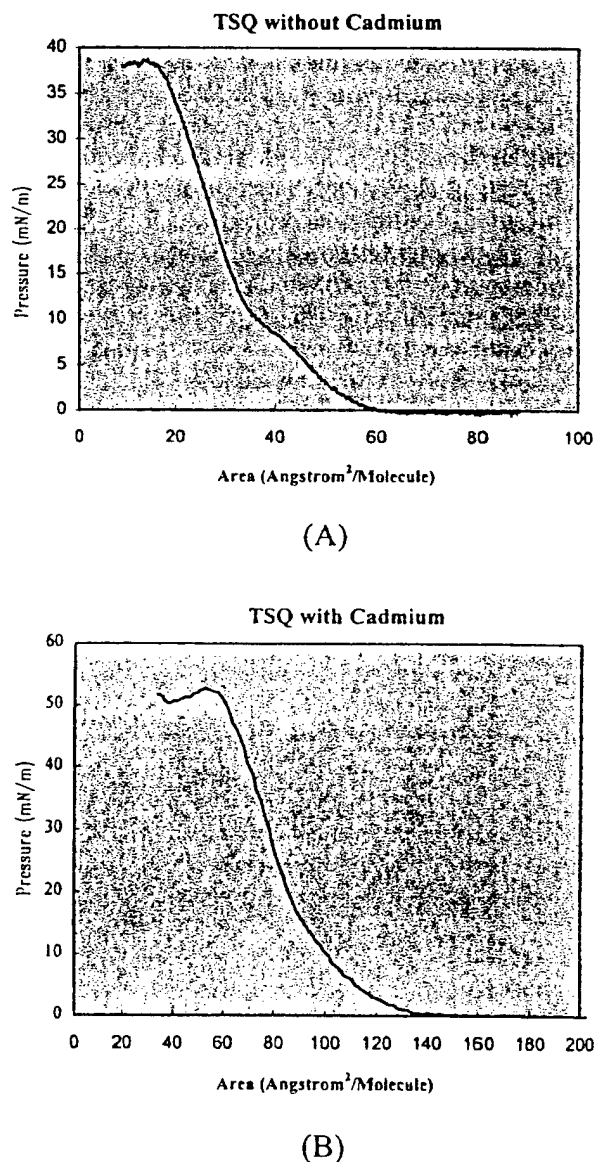 TSQ without Cadmium
40
35
30
25
20
15
10
5
0
Pressure (mN/m)
0 20 40 60 80 100
Area (Angstrom²/Molecule)
(A)
TSQ with Cadmium
60
50
40
30
20
10
0
Pressure (mN/m)
0 20 40 60 80 100 120 140 160 180 200
Area (Angstrom²/Molecule)
(B)